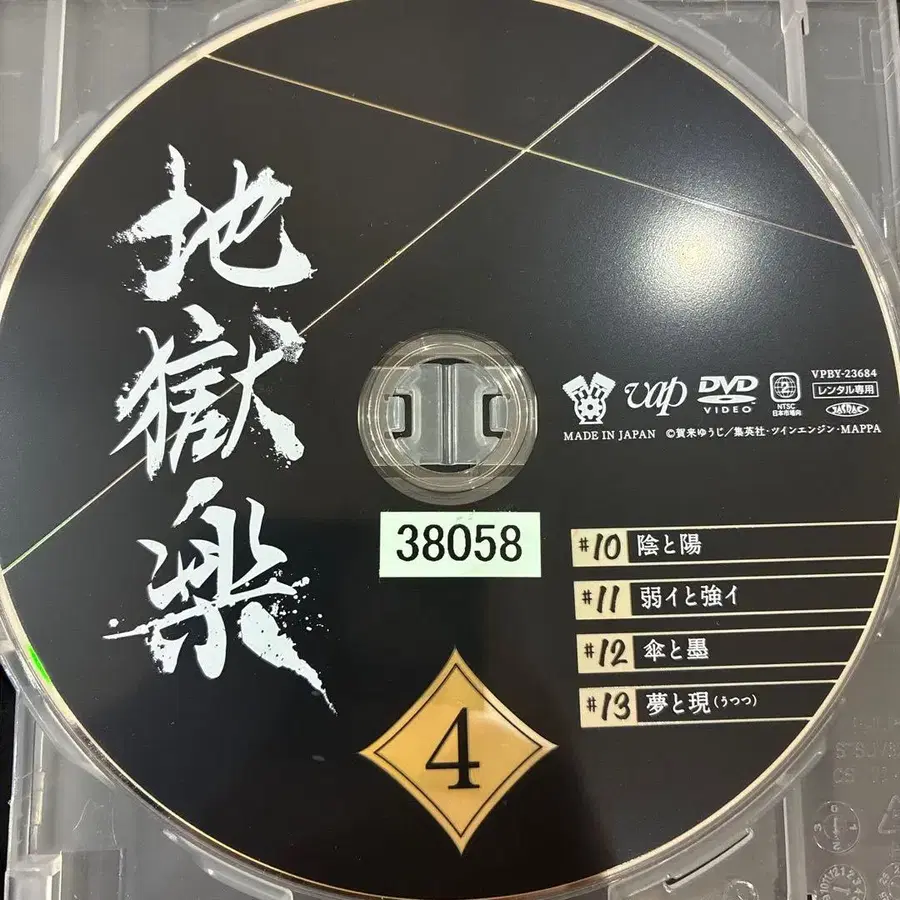 地獄楽
vap
DVD
VIDEO
2
NTSC
日本市場向
VPBY-23684
レンタル専用
JASRAC
MADE IN JAPAN ©賀来ゆうじ/集英社・ツインエンジン・MAPPA
38058
#10 陰と陽
#11 弱イと強イ
#12 傘と墨
#13 夢と現(うつつ)
4